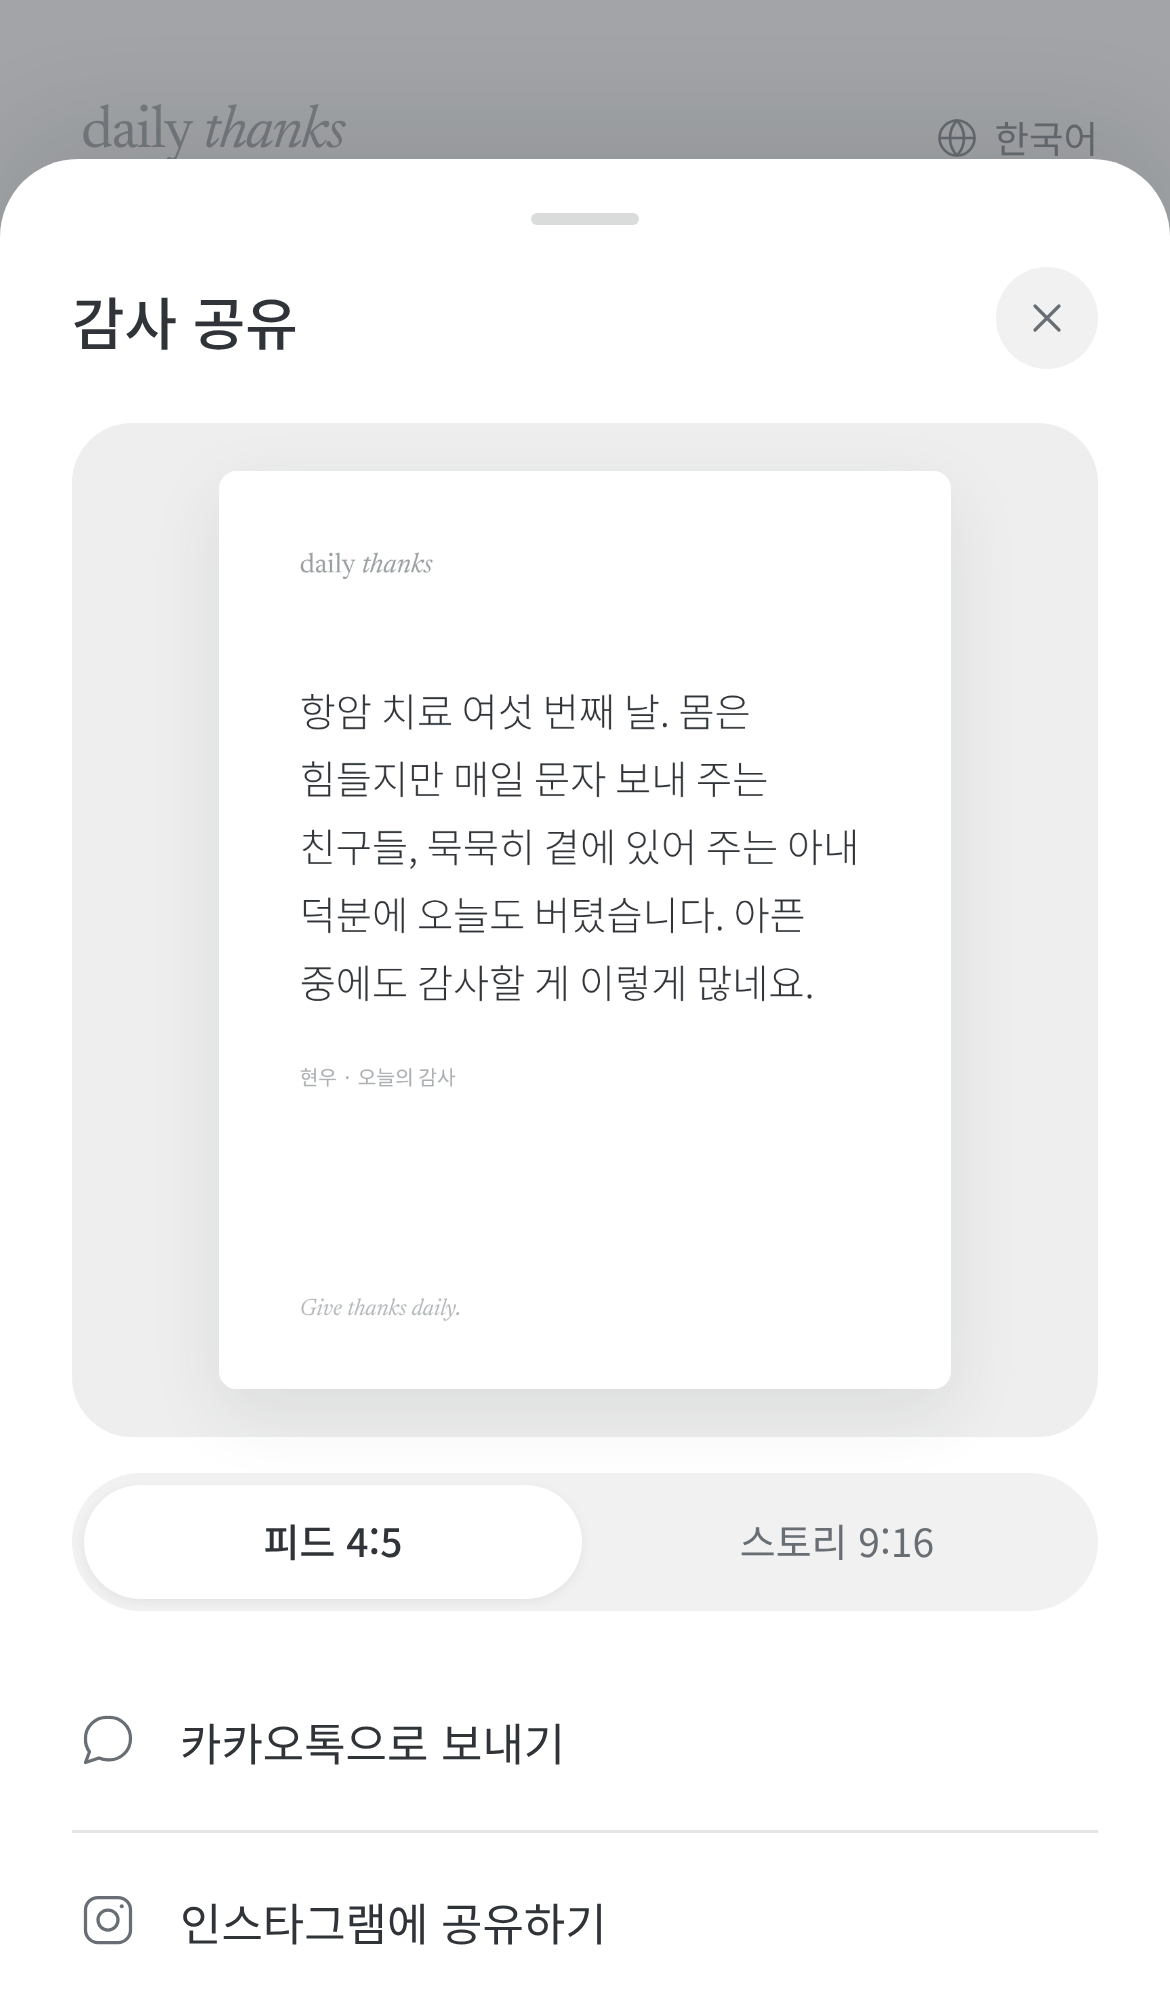 daily thanks
한국어
감사 공유
daily thanks
항암 치료 여섯 번째 날. 몸은
힘들지만 매일 문자 보내 주는
친구들, 묵묵히 곁에 있어 주는 아내
덕분에 오늘도 버텼습니다. 아픈
중에도 감사할 게 이렇게 많네요.
현우 · 오늘의 감사
Give thanks daily.
피드 4:5
스토리 9:16
카카오톡으로 보내기
인스타그램에 공유하기